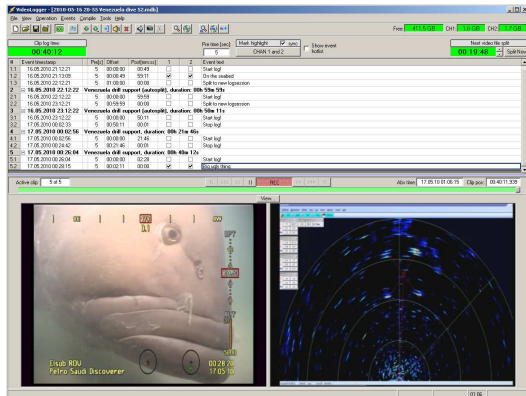 VideoLogger - [2010-05-16 20-55 Venezuela dive 52.mdb]
File View Operation Events Compile Tools Help
Free: 411,5 GB CH1: 3,6 GB CH2: 3,7 GB
Clip log time
00:40:12
Pre time [sec]
5
Mark highlight sync
CHAN 1 and 2
Show event hotlist
Next video file split
00:19:48
Split Now
# Event timestamp Pre[s] Offset Post[mm:ss] 1 2 Event text
1.1 16.05.2010 21:12:21 5 00:00:00 00:49 Start log!
1.2 16.05.2010 21:13:09 5 00:00:49 59:11 On the seabed
1.3 16.05.2010 22:12:21 5 01:00:00 00:00 Split to new logsession
2 16.05.2010 22:12:22 Venezuela drill support (autosplit), duration: 00h 59m 59s
2.1 16.05.2010 22:12:22 5 00:00:00 59:59 Start log!
2.2 16.05.2010 23:12:21 5 00:59:59 00:00 Split to new logsession
3 16.05.2010 23:12:22 Venezuela drill support (autosplit), duration: 00h 50m 11s
3.1 16.05.2010 23:12:22 5 00:00:00 50:11 Start log!
3.2 17.05.2010 00:02:33 5 00:50:11 00:01 Stop log!
4 17.05.2010 00:02:56 Venezuela drill support, duration: 00h 21m 46s
4.1 17.05.2010 00:02:56 5 00:00:00 21:46 Start log!
4.2 17.05.2010 00:24:42 5 00:21:46 00:01 Stop log!
5 17.05.2010 00:26:04 Venezuela drill support, duration: 00h 40m 12s
5.1 17.05.2010 00:26:04 5 00:00:00 02:28 Start log!
5.2 17.05.2010 00:28:15 5 00:02:11 00:00 Big ugly thing
Active clip: 5 of 5
REC
Abs time 17.05.10 01:06:15 Clip pos: 00:40:11,939
View
Eisub ROV
Petro Saudi Discoverer
00:28:20
17.05.10
01:06